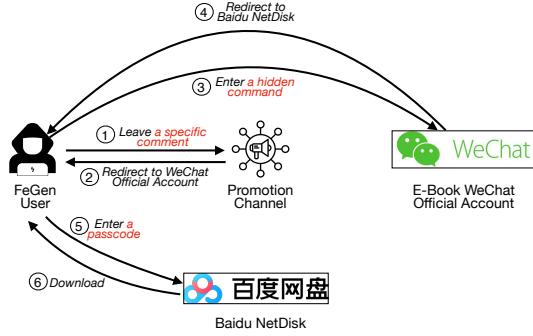 ④ Redirect to
Baidu NetDisk
③ Enter a hidden
command
① Leave a specific
comment
② Redirect to WeChat
Official Account
WeChat
FeGen
User
Promotion
Channel
E-Book WeChat
Official Account
⑤ Enter a
passcode
⑥ Download
百度网盘
Baidu NetDisk